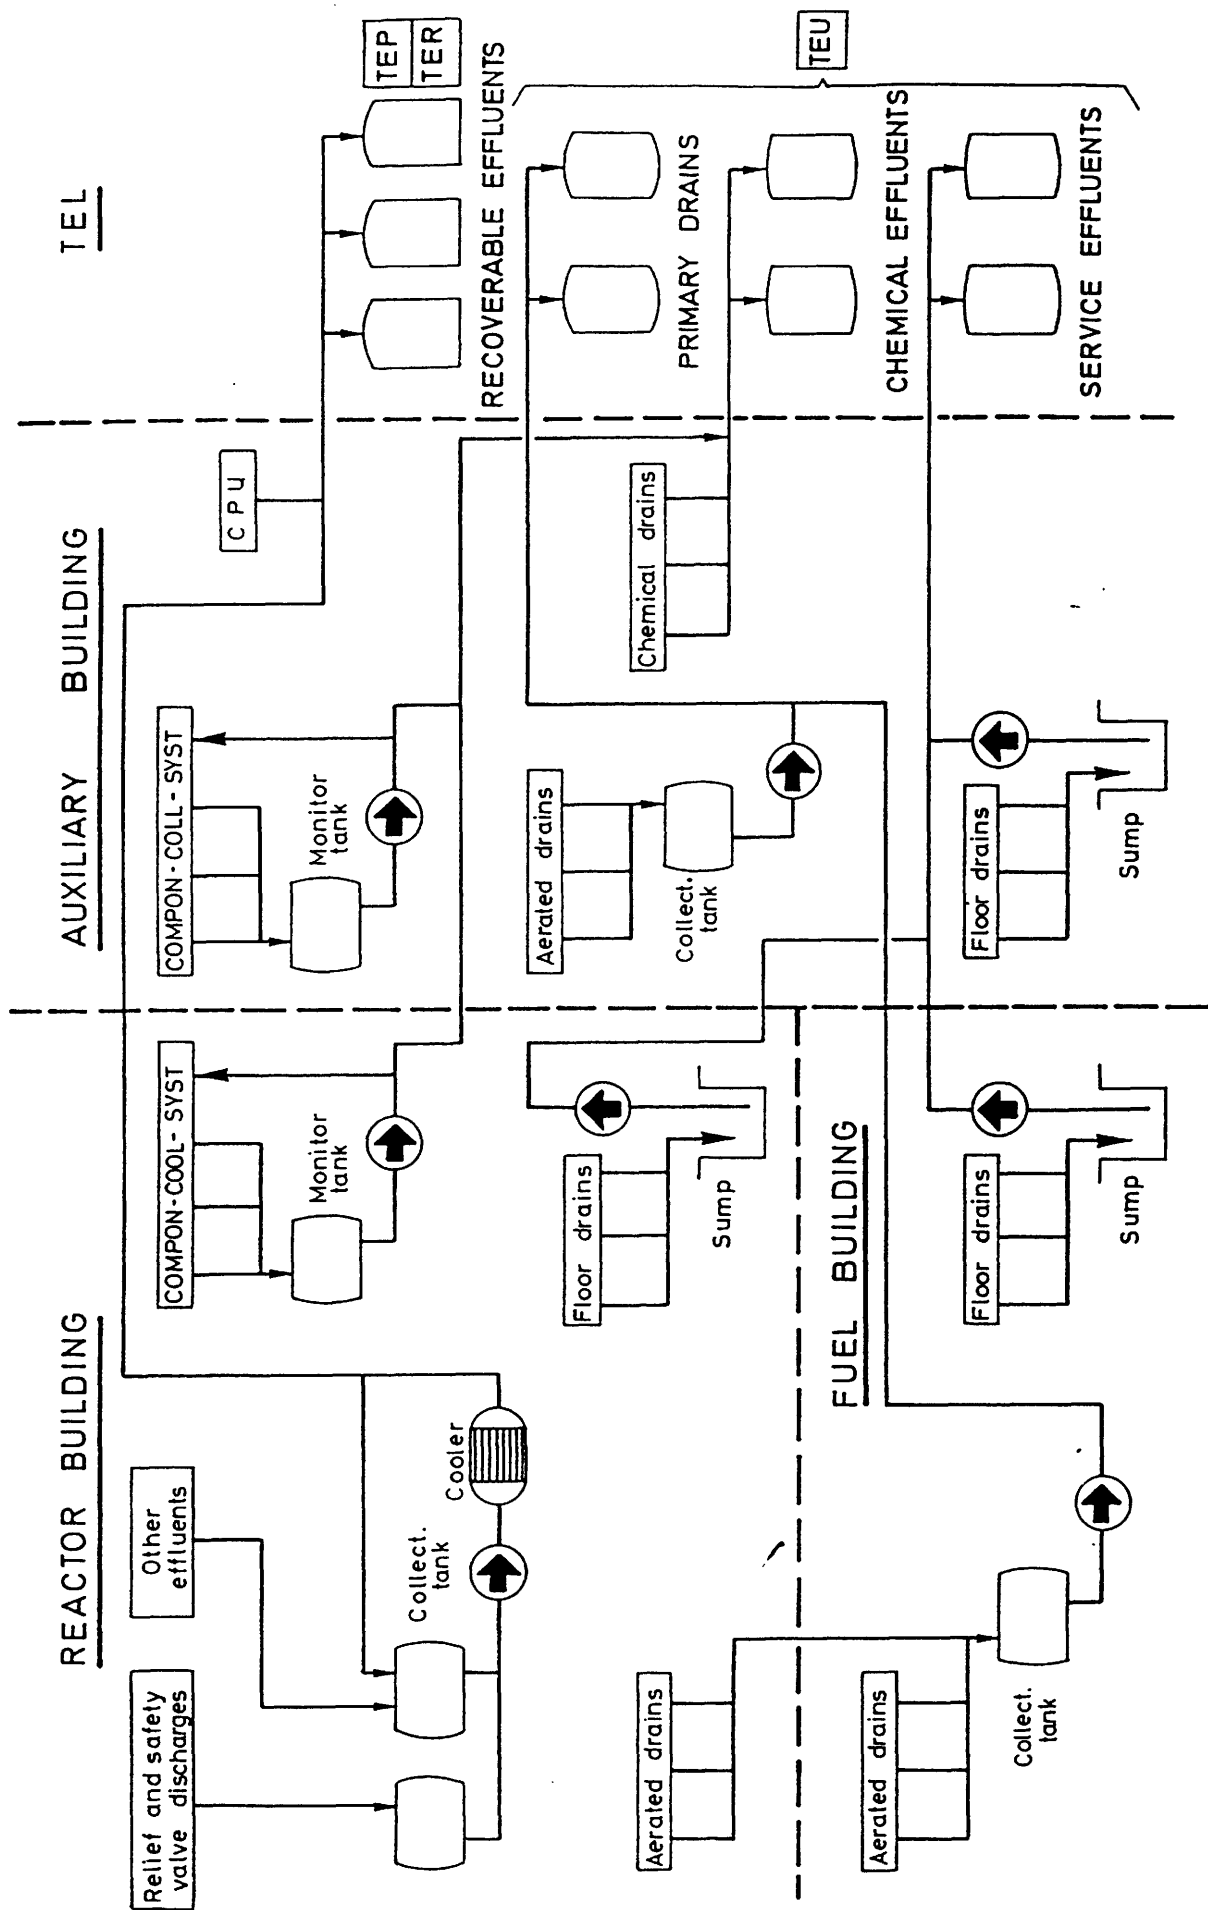 REACTOR BUILDING
AUXILIARY BUILDING
TEL
Relief and safety
valve discharges
Other
effluents
Collect.
tank
Cooler
COMPON-COOL-SYST
Monitor
tank
COMPON-COLL-SYST
Monitor
tank
CPU
TEP
TER
RECOVERABLE EFFLUENTS
Floor drains
Sump
Aerated drains
Collect.
tank
Chemical drains
PRIMARY DRAINS
TEU
Aerated drains
FUEL BUILDING
Aerated drains
Collect.
tank
Floor drains
Sump
Floor drains
Sump
CHEMICAL EFFLUENTS
SERVICE EFFLUENTS